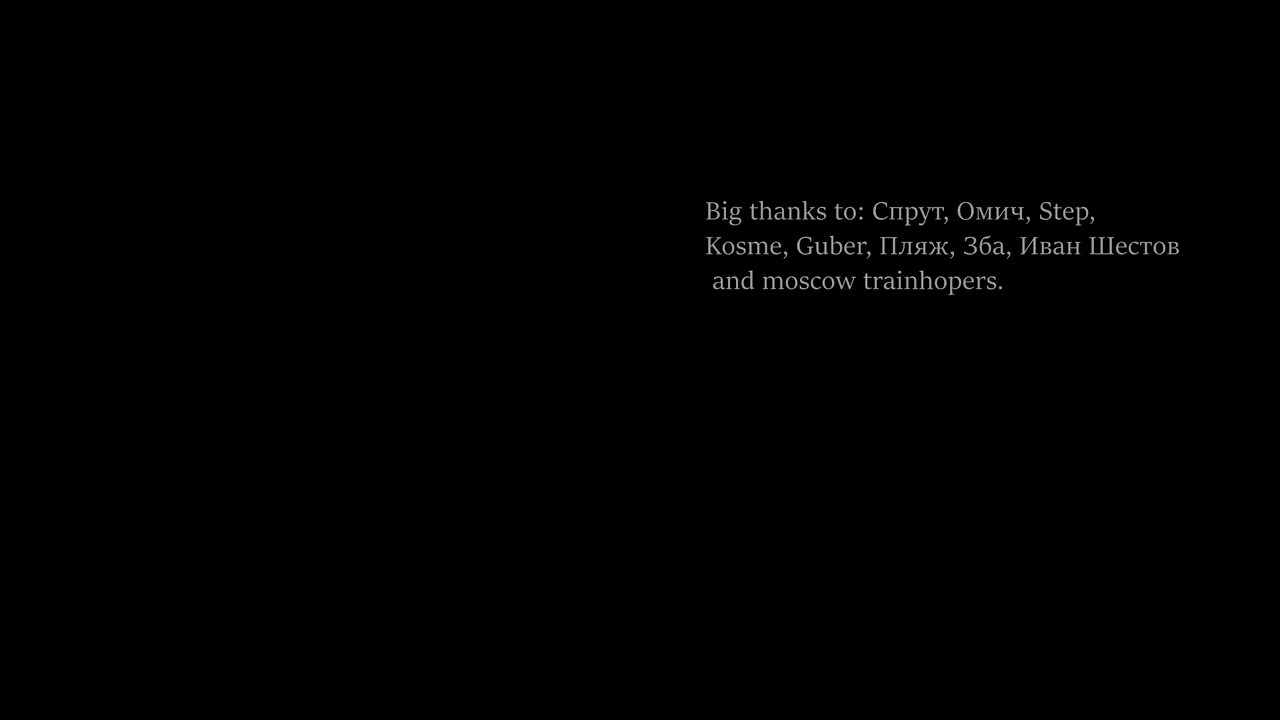 Big thanks to: Спрут, Омич, Step,
Kosme, Guber, Пляж, Зба, Иван Шестов
and moscow trainhopers.